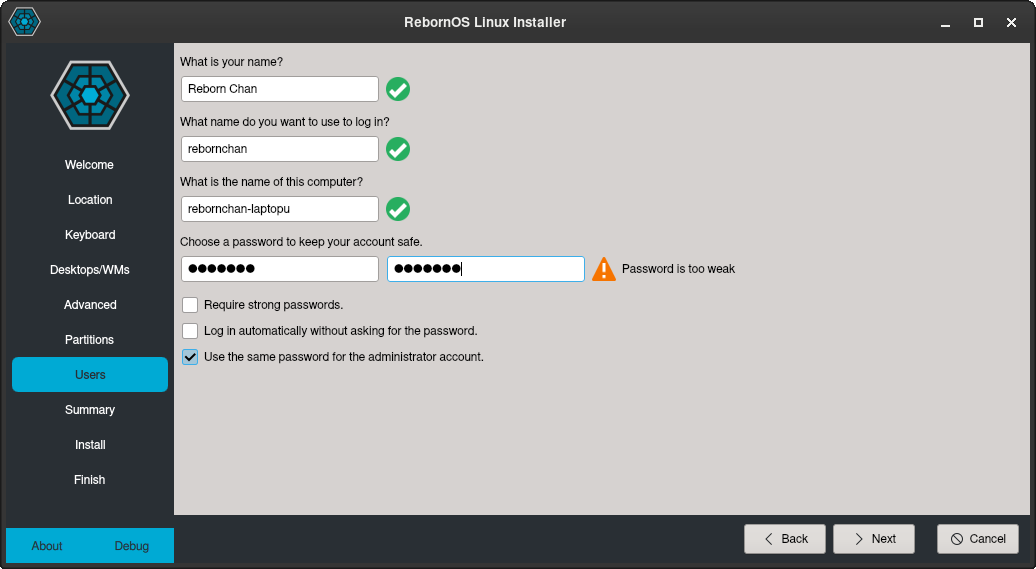 RebornOS Linux Installer
Welcome
Location
Keyboard
Desktops/WMs
Advanced
Partitions
Users
Summary
Install
Finish
About Debug
What is your name?
Reborn Chan
What name do you want to use to log in?
rebornchan
What is the name of this computer?
rebornchan-laptopu
Choose a password to keep your account safe.
●●●●●●● ●●●●●●● Password is too weak
Require strong passwords.
Log in automatically without asking for the password.
Use the same password for the administrator account.
Back Next Cancel